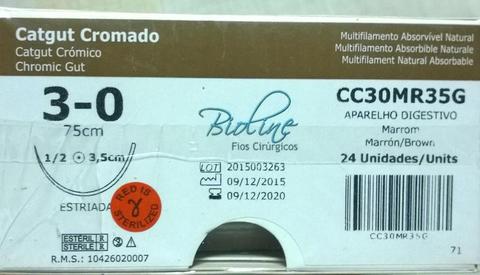 Catgut Cromado
Catgut Crómico
Chromic Gut
Multifilamento Absorvível Natural
Multifilamento Absorbible Naturale
Multifilament Natural Absorbable
3-0
75cm
1/2 3,5cm
ESTRIADA
RED IS
γ
STERILIZED
Bioline
Fios Cirúrgicos
LOT 2015003263
09/12/2015
09/12/2020
CC30MR35G
APARELHO DIGESTIVO
Marrom
Marrón/Brown
24 Unidades/Units
CC30MR35G
ESTÉRIL R
STERILE R
R.M.S.: 10426020007
71